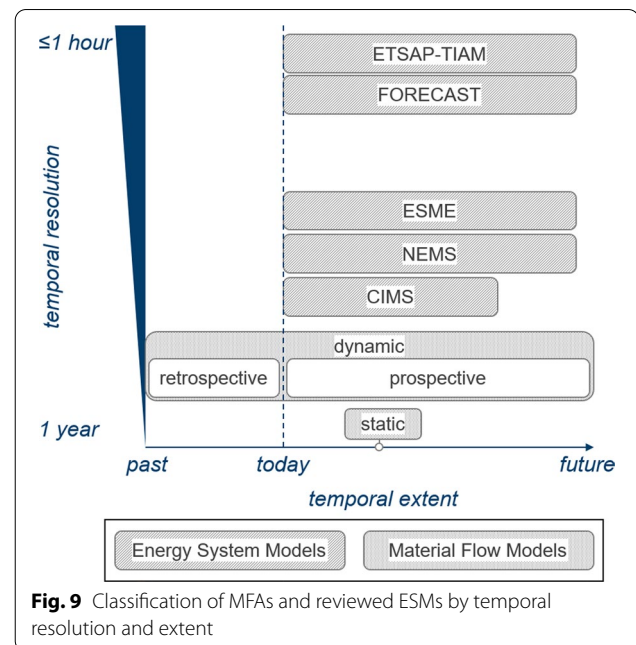 ≤1 hour
ETSAP-TIAM
FORECAST
temporal resolution
ESME
NEMS
CIMS
dynamic
retrospective
prospective
static
1 year
past
today
future
temporal extent
Energy System Models
Material Flow Models
Fig. 9 Classification of MFAs and reviewed ESMs by temporal
resolution and extent